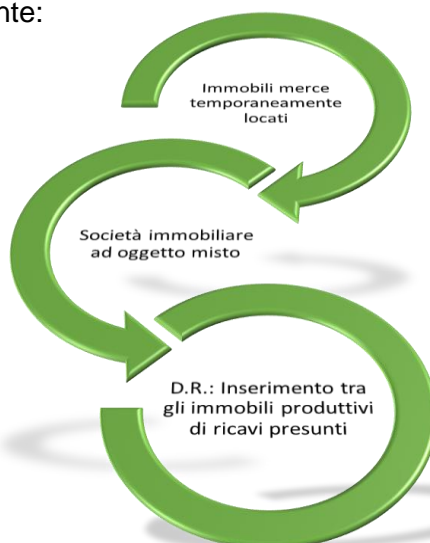 nte:
Immobili merce
temporaneamente
locati
Società immobiliare
ad oggetto misto
D.R.: Inserimento tra
gli immobili produttivi
di ricavi presunti